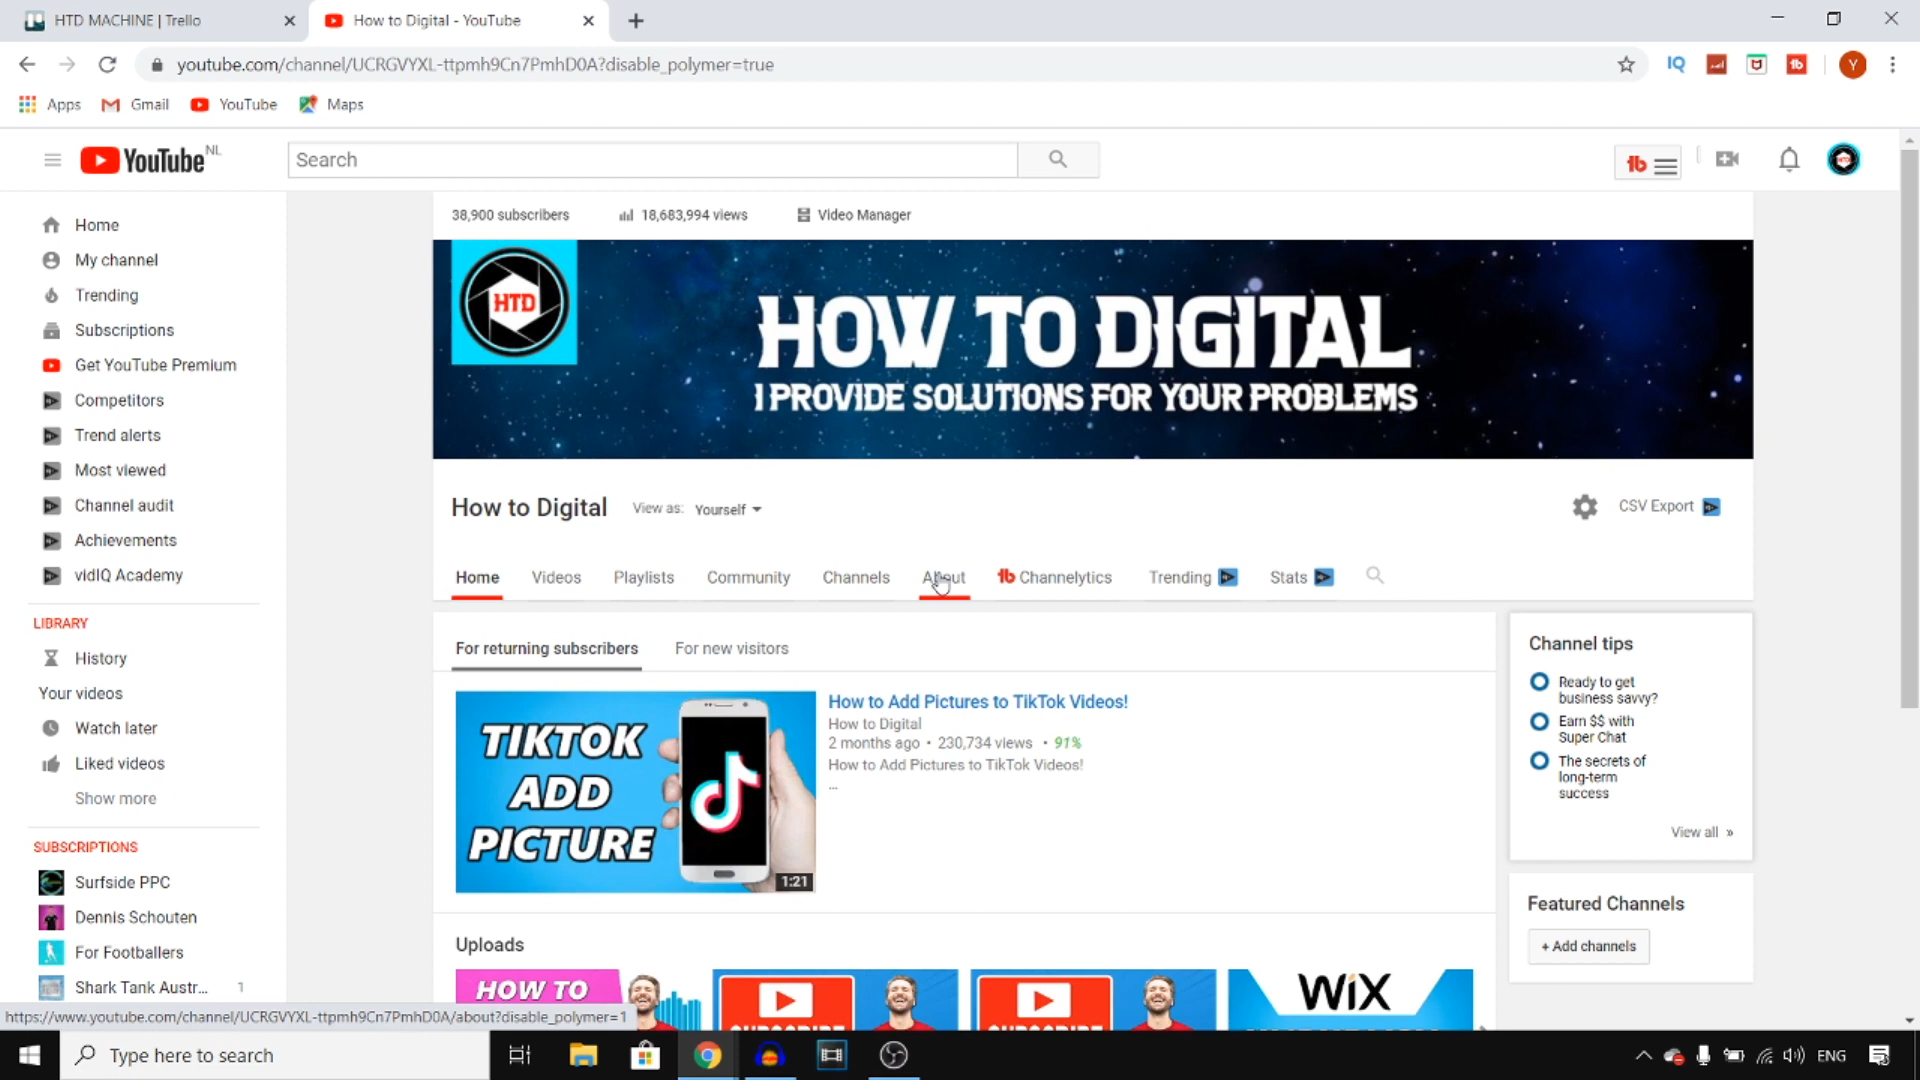 HTD MACHINE | Trello
How to Digital - YouTube
youtube.com/channel/UCRGVYXL-ttpmh9Cn7PmhD0A?disable_polymer=true
IQ
tb
Y
Apps
Gmail
YouTube
Maps
YouTube NL
Search
tb
Home
My channel
Trending
Subscriptions
Get YouTube Premium
Competitors
Trend alerts
Most viewed
Channel audit
Achievements
vidIQ Academy
LIBRARY
History
Your videos
Watch later
Liked videos
Show more
SUBSCRIPTIONS
Surfside PPC
Dennis Schouten
For Footballers
Shark Tank Austr... 1
38,900 subscribers
18,683,994 views
Video Manager
HTD
HOW TO DIGITAL
I PROVIDE SOLUTIONS FOR YOUR PROBLEMS
How to Digital
View as: Yourself
CSV Export
Home
Videos
Playlists
Community
Channels
About
tb Channelytics
Trending
Stats
For returning subscribers
For new visitors
TIKTOK
ADD
PICTURE
1:21
How to Add Pictures to TikTok Videos!
How to Digital
2 months ago • 230,734 views • 91%
How to Add Pictures to TikTok Videos!
...
Uploads
HOW TO
SUBSCRIBE
SUBSCRIBE
WiX
Channel tips
Ready to get
business savvy?
Earn $$ with
Super Chat
The secrets of
long-term
success
View all »
Featured Channels
+ Add channels
https://www.youtube.com/channel/UCRGVYXL-ttpmh9Cn7PmhD0A/about?disable_polymer=1
Type here to search
ENG